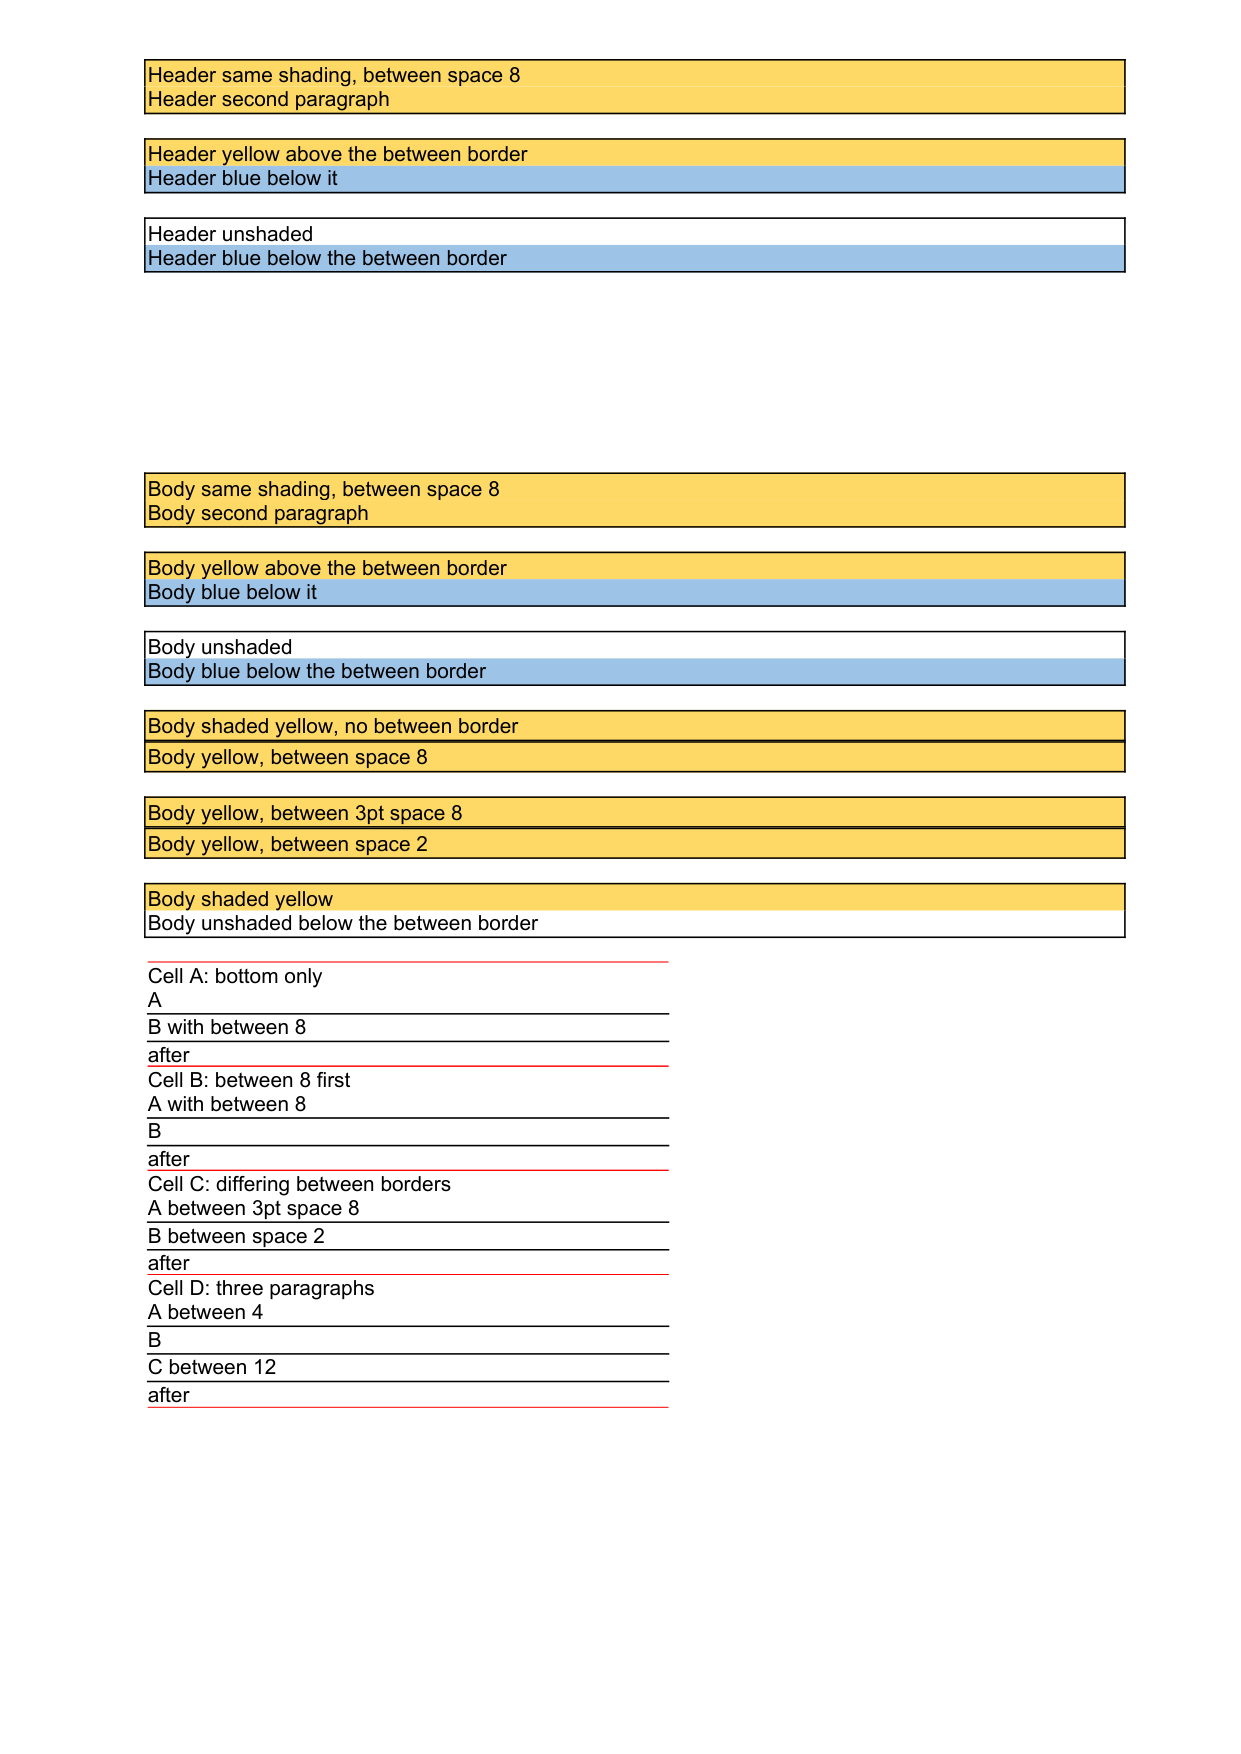 Header same shading, between space 8
Header second paragraph
Header yellow above the between border
Header blue below it
Header unshaded
Header blue below the between border
Body same shading, between space 8
Body second paragraph
Body yellow above the between border
Body blue below it
Body unshaded
Body blue below the between border
Body shaded yellow, no between border
Body yellow, between space 8
Body yellow, between 3pt space 8
Body yellow, between space 2
Body shaded yellow
Body unshaded below the between border
Cell A: bottom only
A
B with between 8
after
Cell B: between 8 first
A with between 8
B
after
Cell C: differing between borders
A between 3pt space 8
B between space 2
after
Cell D: three paragraphs
A between 4
B
C between 12
after